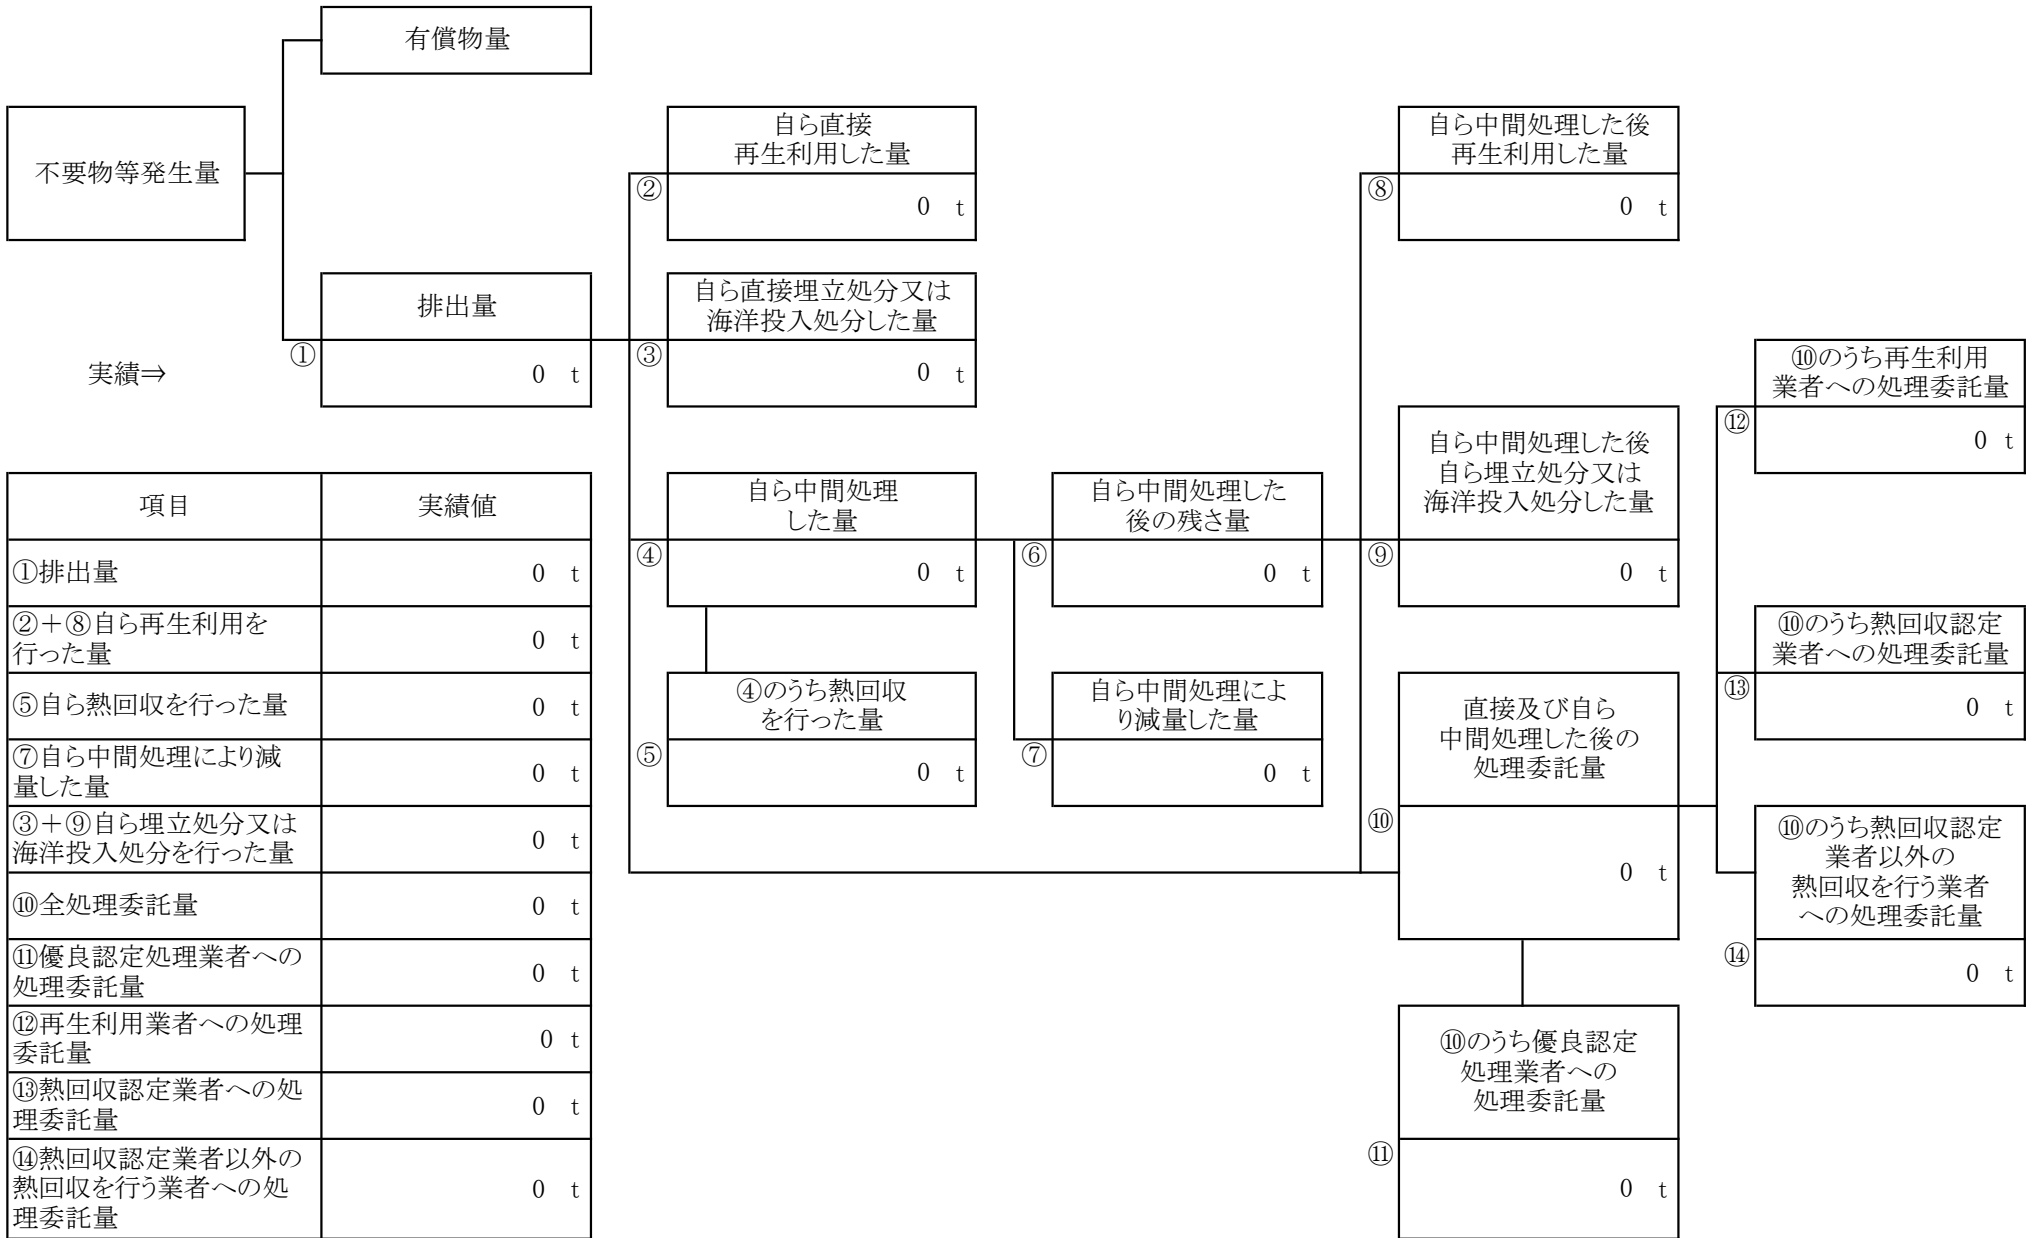 有償物量
不要物等発生量
排出量
①
0 t
実績⇒
自ら直接
再生利用した量
②
0 t
自ら直接埋立処分又は
海洋投入処分した量
③
0 t
自ら中間処理
した量
④
0 t
④のうち熱回収
を行った量
⑤
0 t
自ら中間処理した
後の残さ量
⑥
0 t
自ら中間処理によ
り減量した量
⑦
0 t
自ら中間処理した後
再生利用した量
⑧
0 t
自ら中間処理した後
自ら埋立処分又は
海洋投入処分した量
⑨
0 t
直接及び自ら
中間処理した後の
処理委託量
⑩
0 t
⑩のうち優良認定
処理業者への
処理委託量
⑪
0 t
⑩のうち再生利用
業者への処理委託量
⑫
0 t
⑩のうち熱回収認定
業者への処理委託量
⑬
0 t
⑩のうち熱回収認定
業者以外の
熱回収を行う業者
への処理委託量
⑭
0 t
項目 実績値
①排出量 0 t
②＋⑧自ら再生利用を
行った量 0 t
⑤自ら熱回収を行った量 0 t
⑦自ら中間処理により減
量した量 0 t
③＋⑨自ら埋立処分又は
海洋投入処分を行った量 0 t
⑩全処理委託量 0 t
⑪優良認定処理業者への
処理委託量 0 t
⑫再生利用業者への処理
委託量 0 t
⑬熱回収認定業者への処
理委託量 0 t
⑭熱回収認定業者以外の
熱回収を行う業者への処
理委託量 0 t